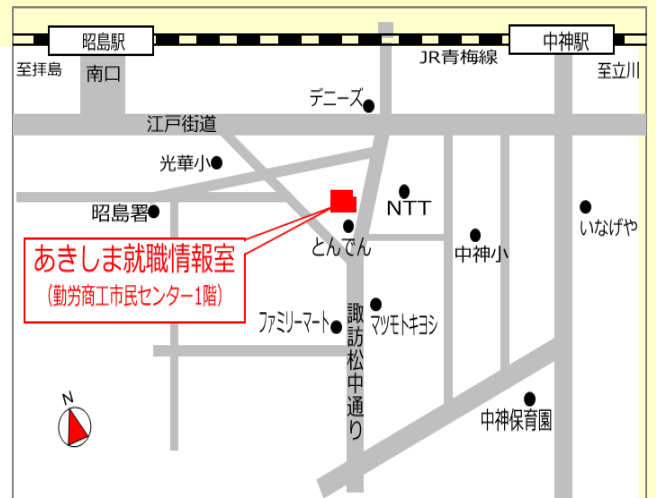 昭島駅
中神駅
JR青梅線
至拝島
南口
至立川
デニーズ
江戸街道
光華小
昭島署
NTT
いなげや
とんでん
中神小
あきしま就職情報室
(勤労商工市民センター1階)
ファミリーマート
マツモトキヨシ
諏訪松中通り
N
中神保育園